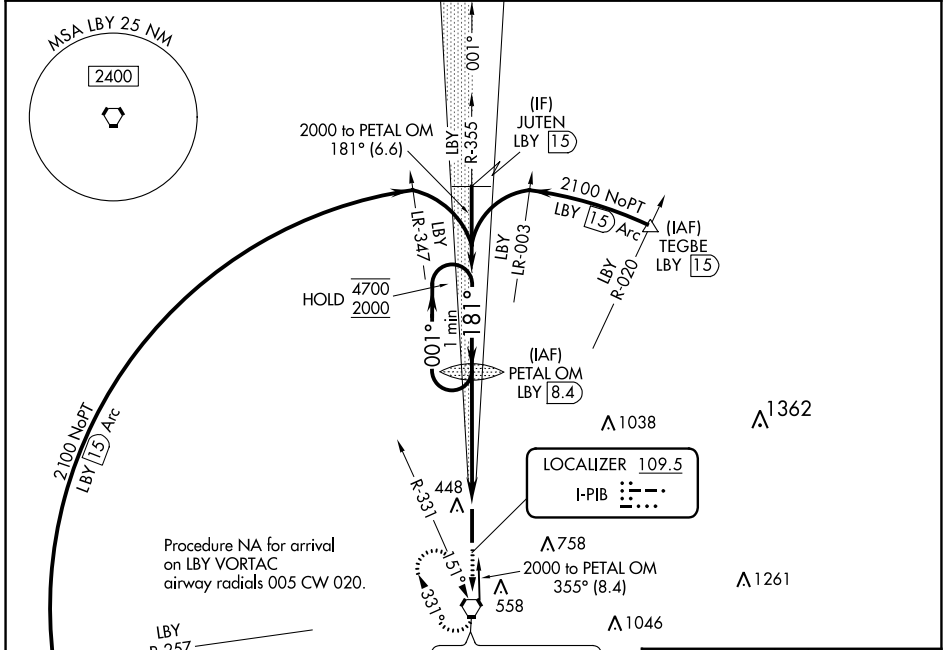 MSA LBY 25 NM
2400
001°
2000 to PETAL OM
181° (6.6)
LBY
R-355
(IF)
JUTEN
LBY 15
2100 NoPT
LBY 15 Arc
(IAF)
TEGBE
LBY 15
LBY
LR-347
LBY
LR-003
LBY
R-020
HOLD 4700
2000
001°
1 min
181°
(IAF)
PETAL OM
LBY 8.4
2100 NoPT
LBY 15 Arc
1038
1362
LOCALIZER 109.5
I-PIB
R-331
448
Procedure NA for arrival
on LBY VORTAC
airway radials 005 CW 020.
758
151°
331°
2000 to PETAL OM
355° (8.4)
558
1261
1046
LBY
R-257